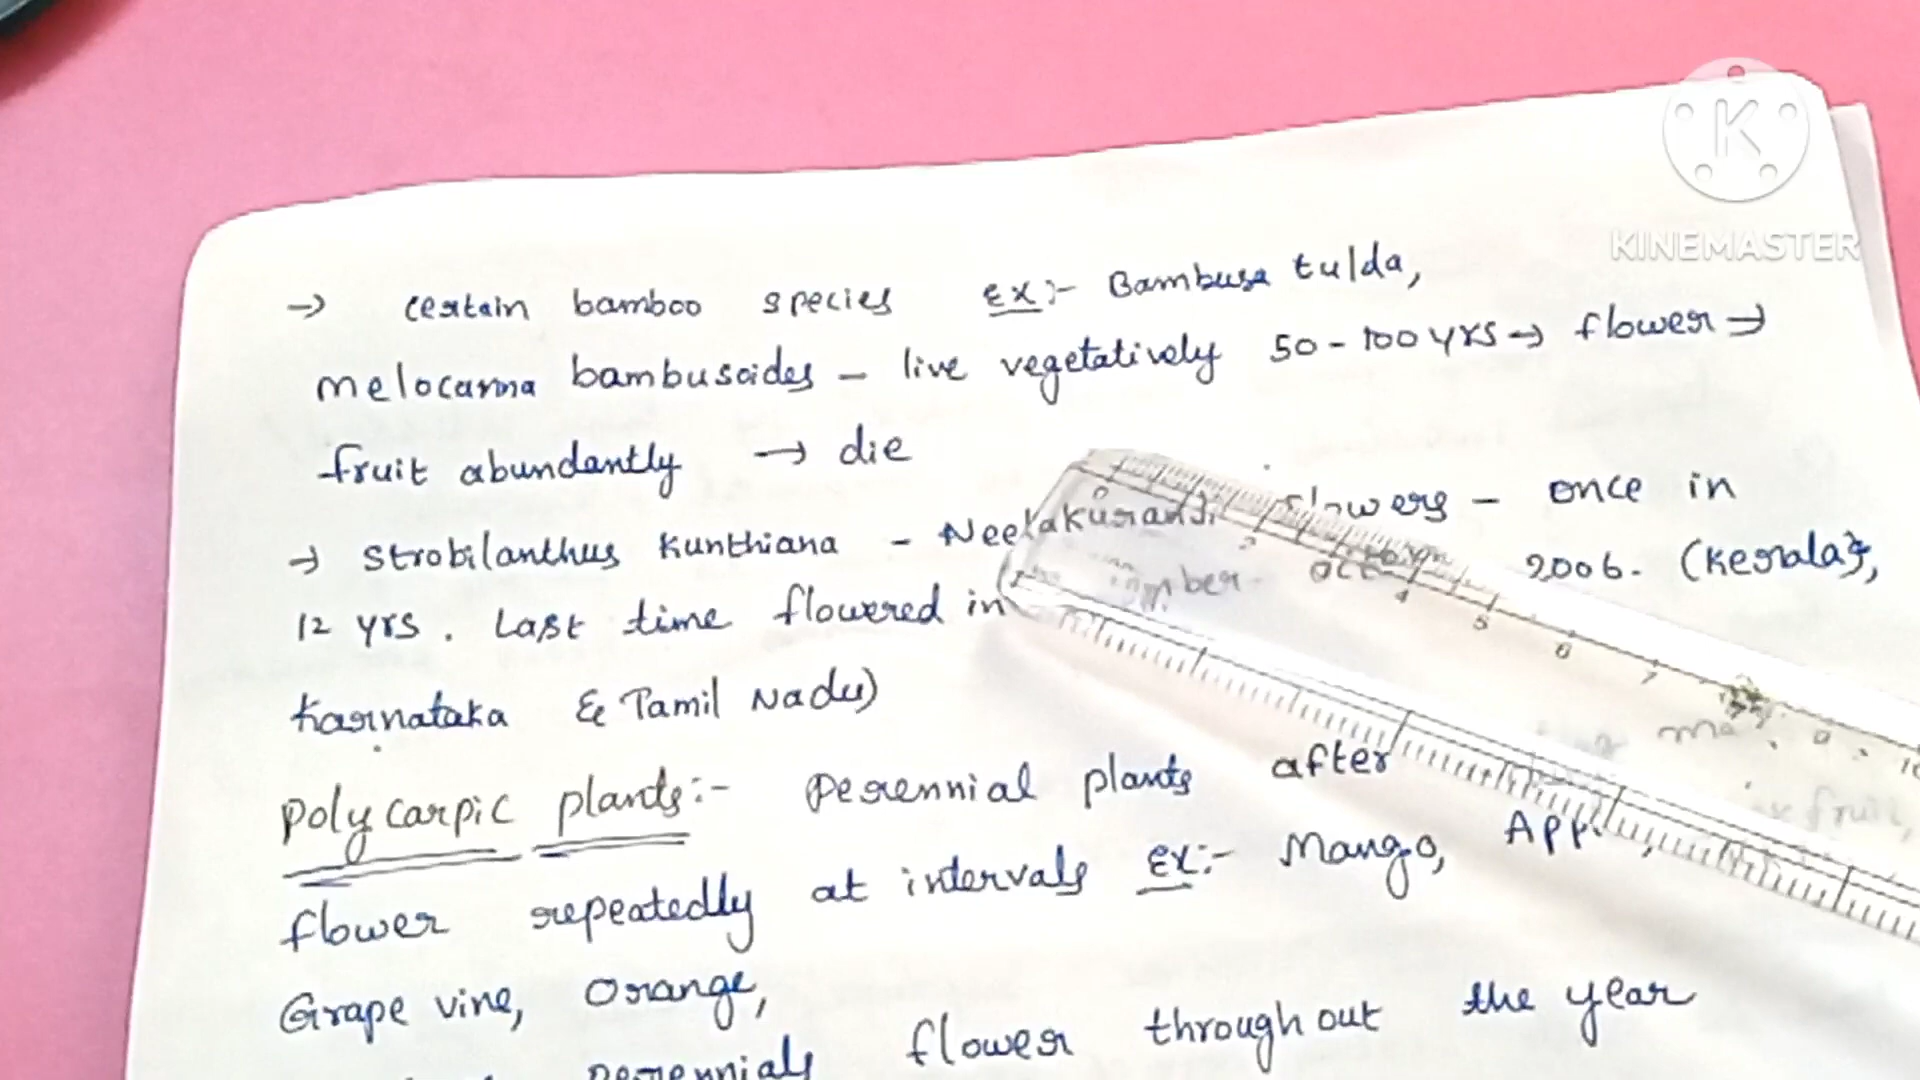 KINEMASTER
→ certain bamboo species Ex:- Bambusa tulda,
melocanna bambusoides - live vegetatively 50-100 yrs → flower →
fruit abundantly → die
→ Strobilanthus Kunthiana - Neelakuranji flowers - once in
12 yrs. Last time flowered in 2006. (Kerala,
Karnataka & Tamil Nadu)
polycarpic plants:- perennial plants after
flower repeatedly at intervals Ex:- Mango,
Grape vine, Orange,
perennials flower throughout the year